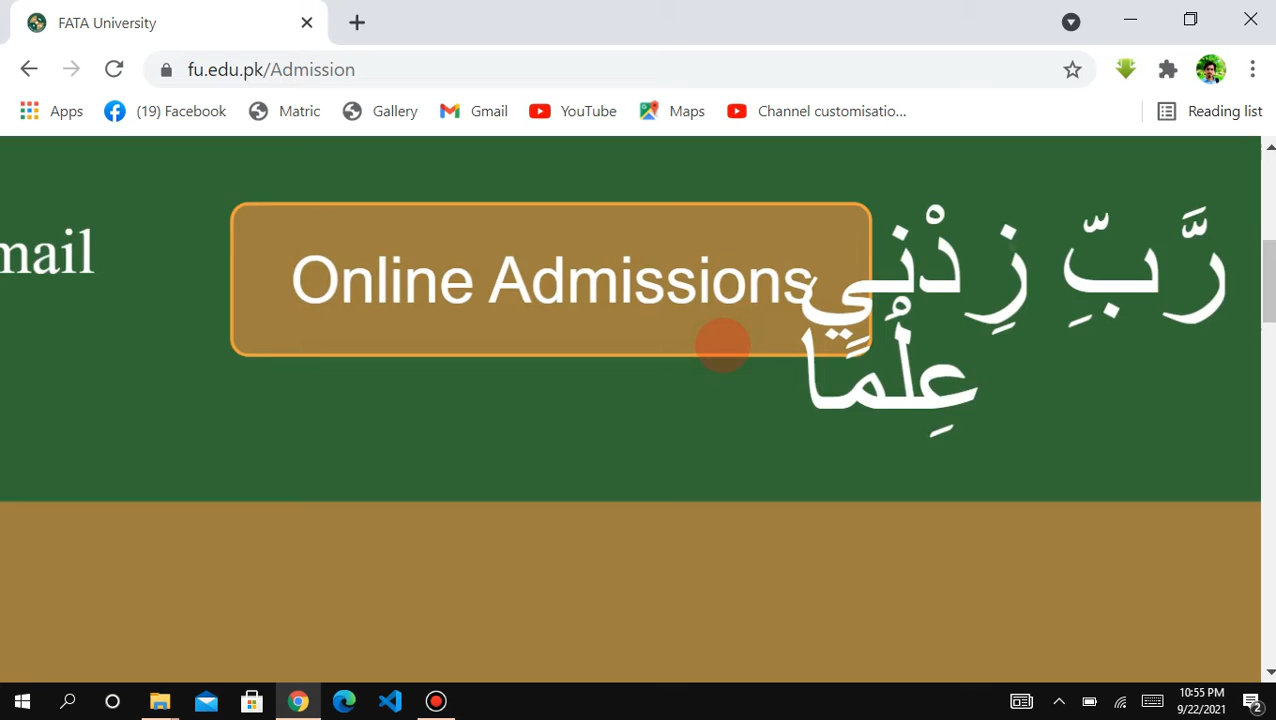 FATA University
fu.edu.pk/Admission
Apps
(19) Facebook
Matric
Gallery
Gmail
YouTube
Maps
Channel customisatio...
Reading list
mail
Online Admissions
رَّبِّ زِدْنِي
عِلْمًا
10:55 PM
9/22/2021
2